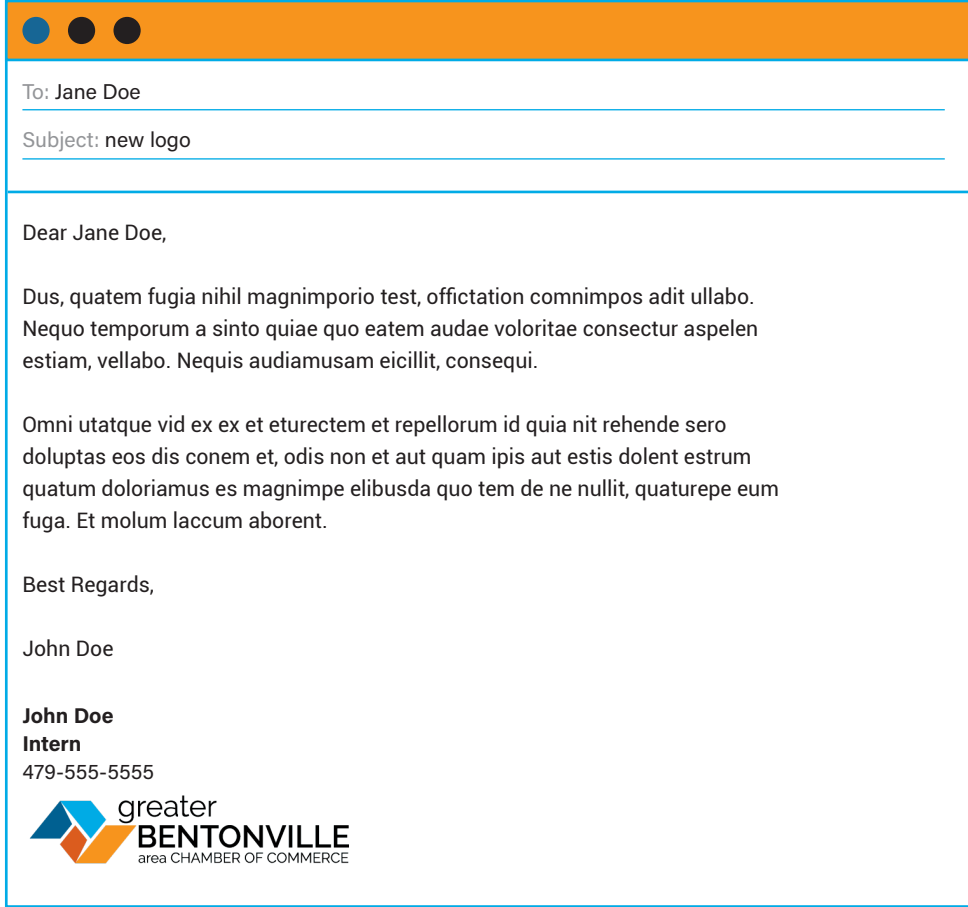 To: Jane Doe
Subject: new logo
Dear Jane Doe,
Dus, quatem fugia nihil magnimporio test, offictation comnimpos adit ullabo.
Nequo temporum a sinto quiae quo eatem audae voloritae consectur aspelen
estiam, vellabo. Nequis audiamusam eicillit, consequi.
Omni utatque vid ex ex et eturectem et repellorum id quia nit rehende sero
doluptas eos dis conem et, odis non et aut quam ipis aut estis dolent estrum
quatum doloriamus es magnimpe elibusda quo tem de ne nullit, quaturepe eum
fuga. Et molum laccum aborent.
Best Regards,
John Doe
John Doe
Intern
479-555-5555
greater
BENTONVILLE
area CHAMBER OF COMMERCE